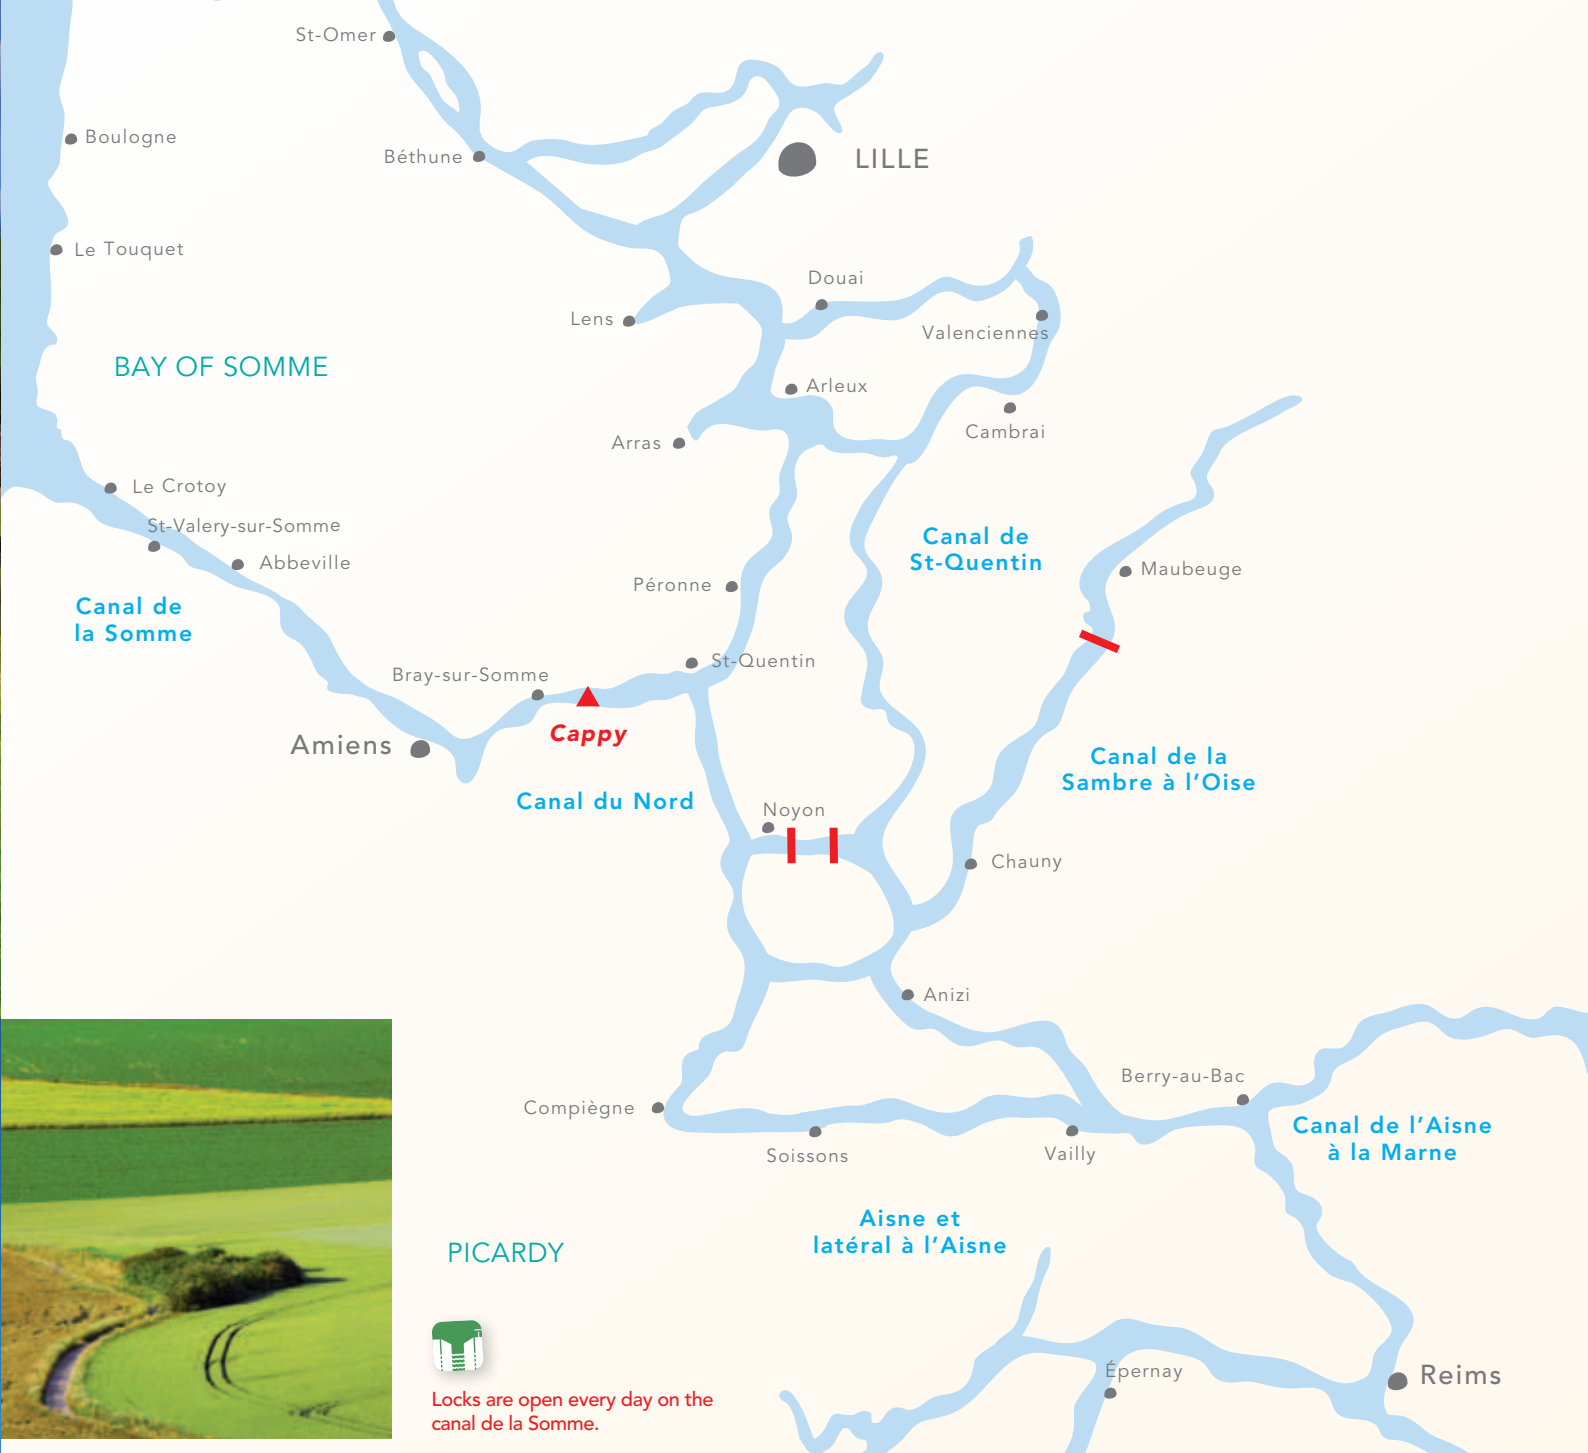 St-Omer
Boulogne
Béthune
LILLE
Le Touquet
Douai
Lens
Valenciennes
BAY OF SOMME
Arleux
Arras
Cambrai
Le Crotoy
St-Valery-sur-Somme
Abbeville
Canal de
St-Quentin
Maubeuge
Péronne
Canal de
la Somme
St-Quentin
Bray-sur-Somme
Cappy
Amiens
Canal de la
Sambre à l’Oise
Canal du Nord
Noyon
Chauny
Anizi
Berry-au-Bac
Compiègne
Canal de l’Aisne
à la Marne
Soissons
Vailly
Aisne et
latéral à l’Aisne
PICARDY
Épernay
Reims
Locks are open every day on the
canal de la Somme.